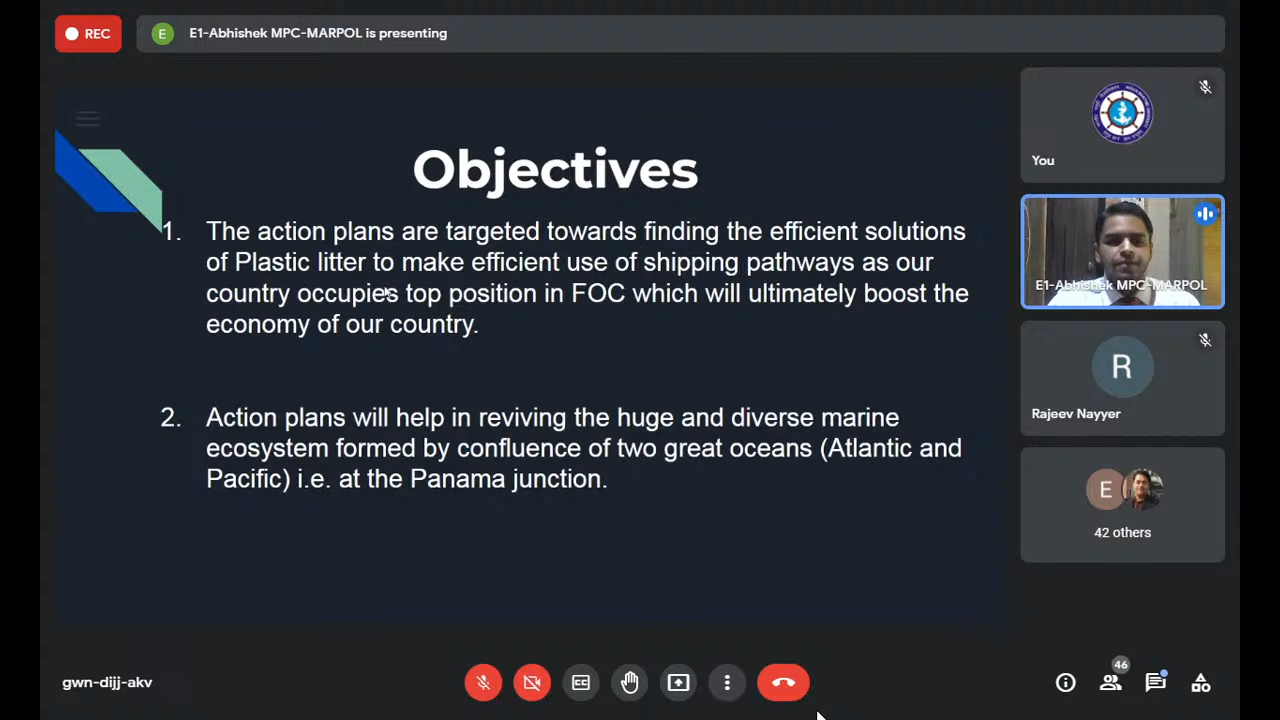 REC
E E1-Abhishek MPC-MARPOL is presenting
Objectives
1. The action plans are targeted towards finding the efficient solutions
of Plastic litter to make efficient use of shipping pathways as our
country occupies top position in FOC which will ultimately boost the
economy of our country.
2. Action plans will help in reviving the huge and diverse marine
ecosystem formed by confluence of two great oceans (Atlantic and
Pacific) i.e. at the Panama junction.
You
E1-Abhishek MPC-MARPOL
R
Rajeev Nayyer
E
42 others
gwn-dijj-akv
CC
46